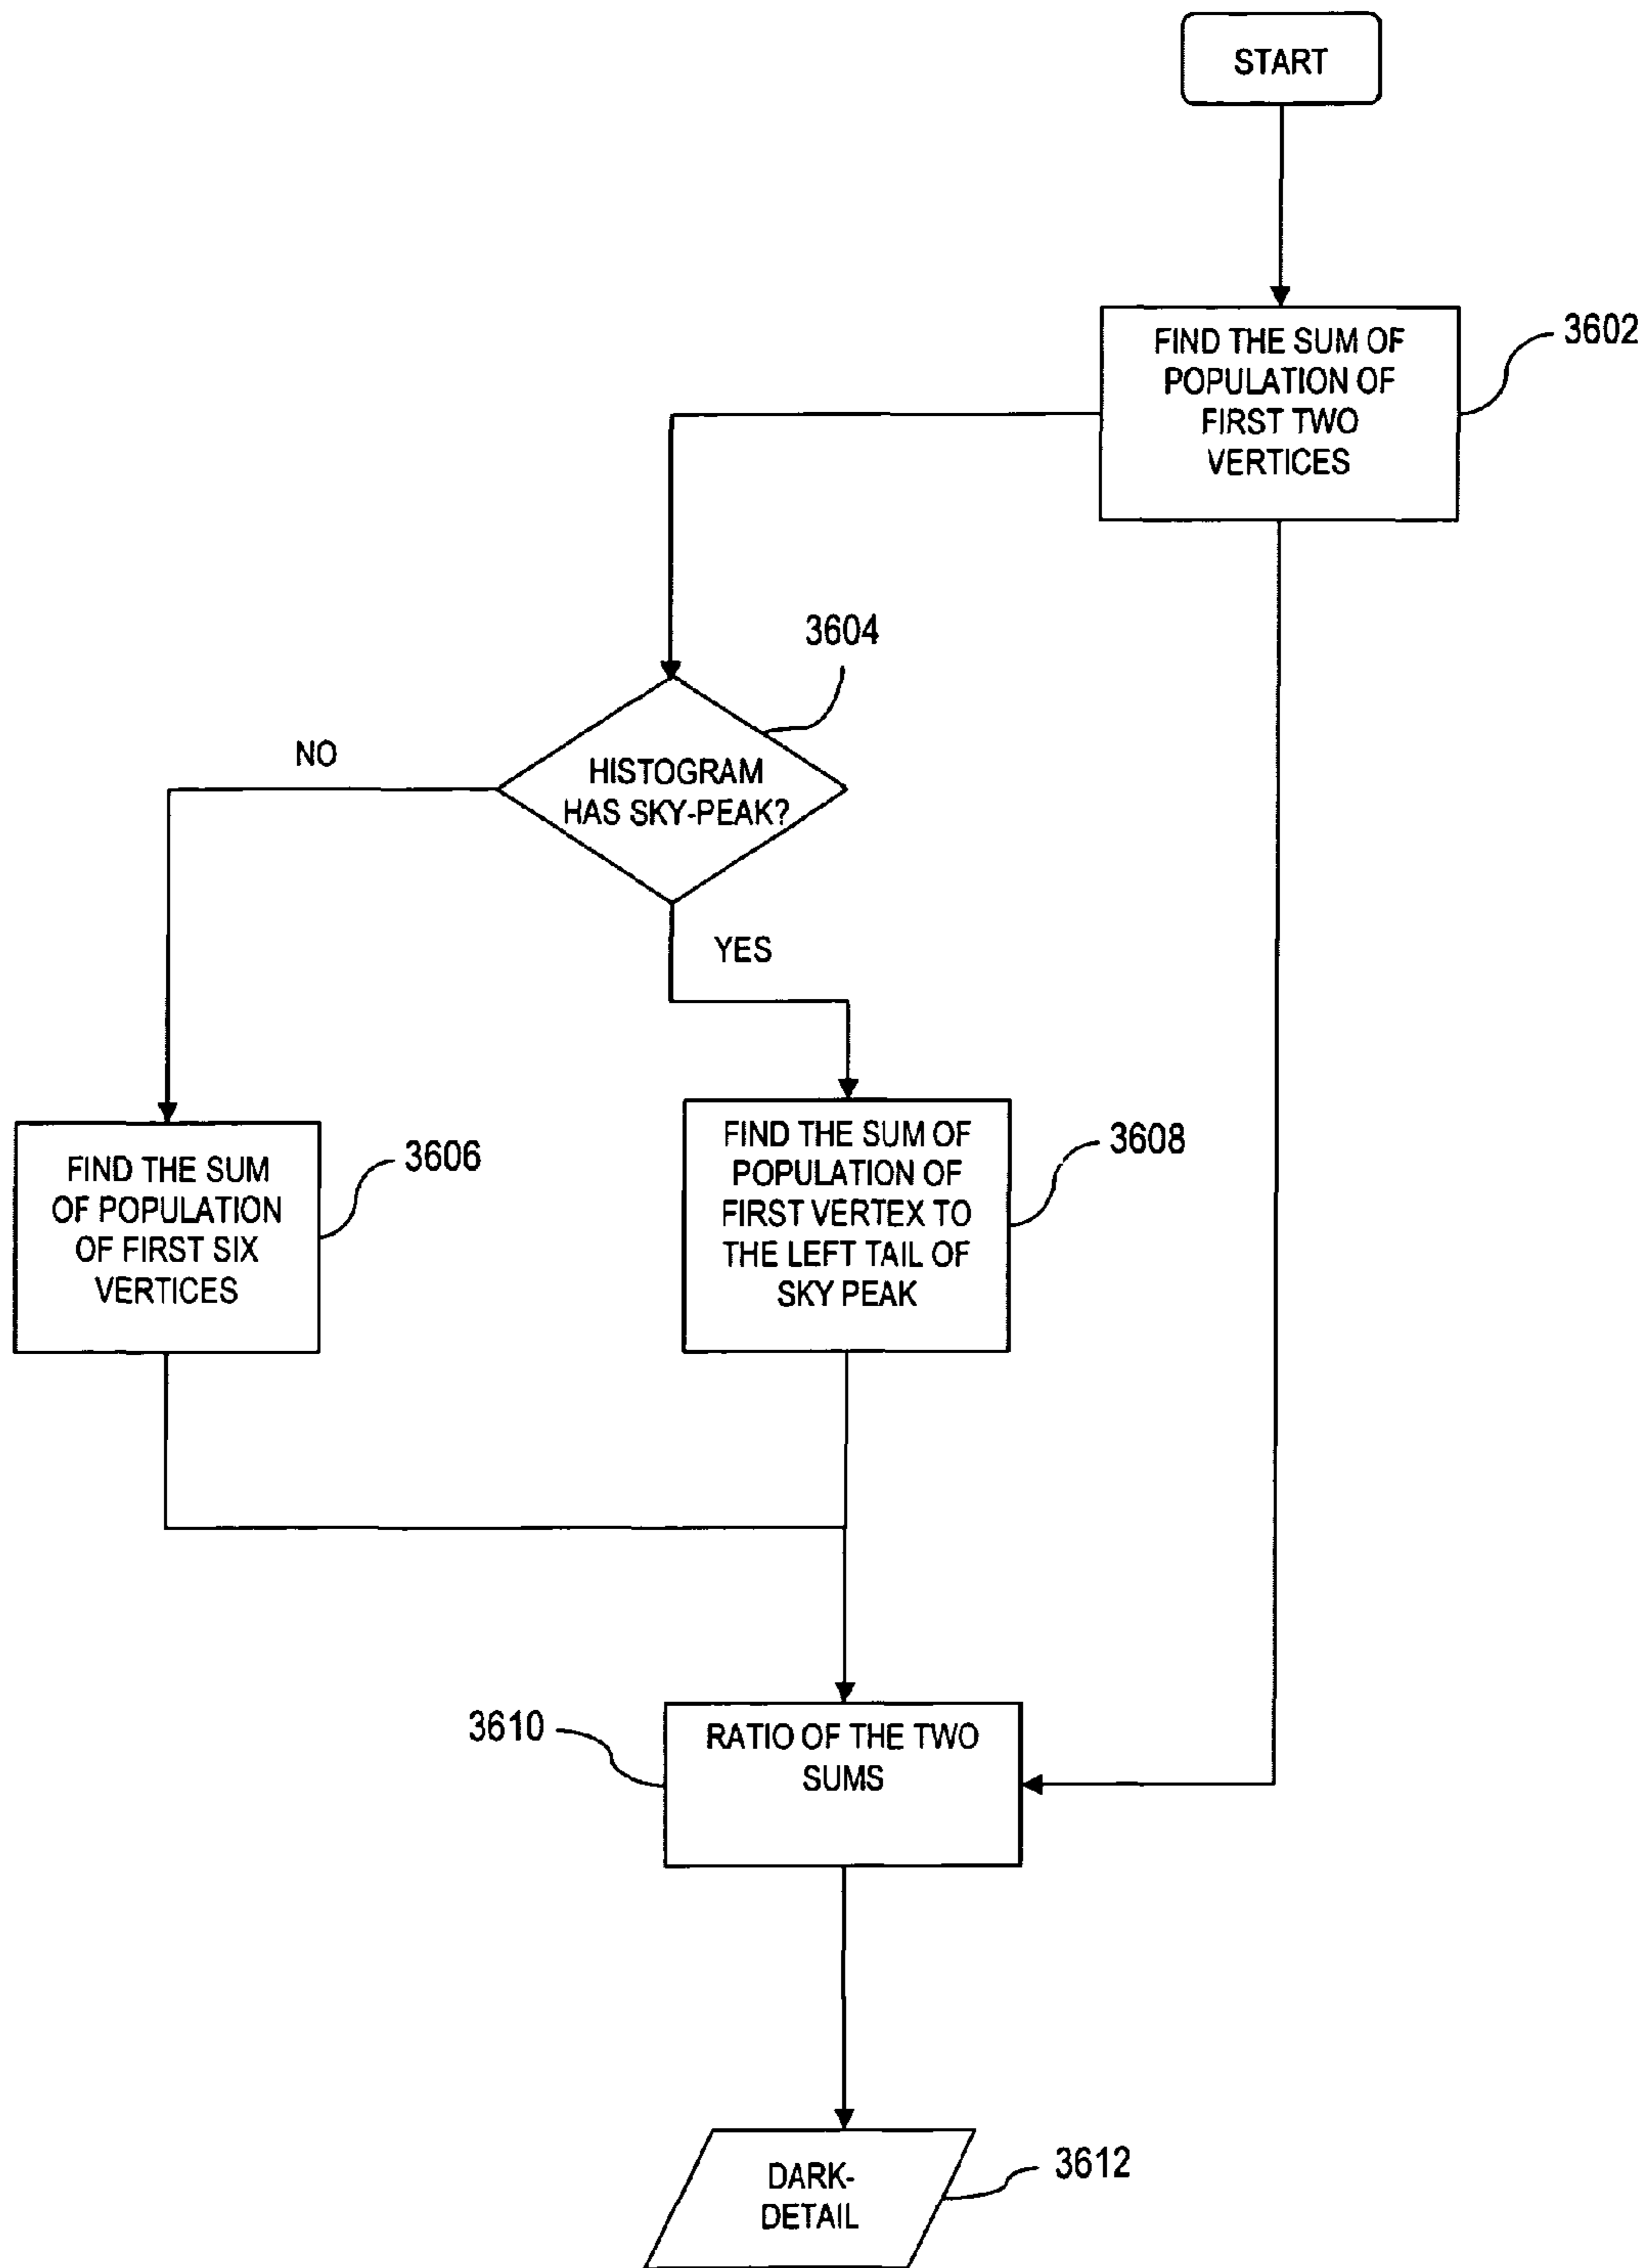 START
FIND THE SUM OF
POPULATION OF
FIRST TWO
VERTICES
3602
3604
HISTOGRAM
HAS SKY-PEAK?
NO
YES
FIND THE SUM
OF POPULATION
OF FIRST SIX
VERTICES
3606
FIND THE SUM OF
POPULATION OF
FIRST VERTEX TO
THE LEFT TAIL OF
SKY PEAK
3608
3610
RATIO OF THE TWO
SUMS
DARK-
DETAIL
3612